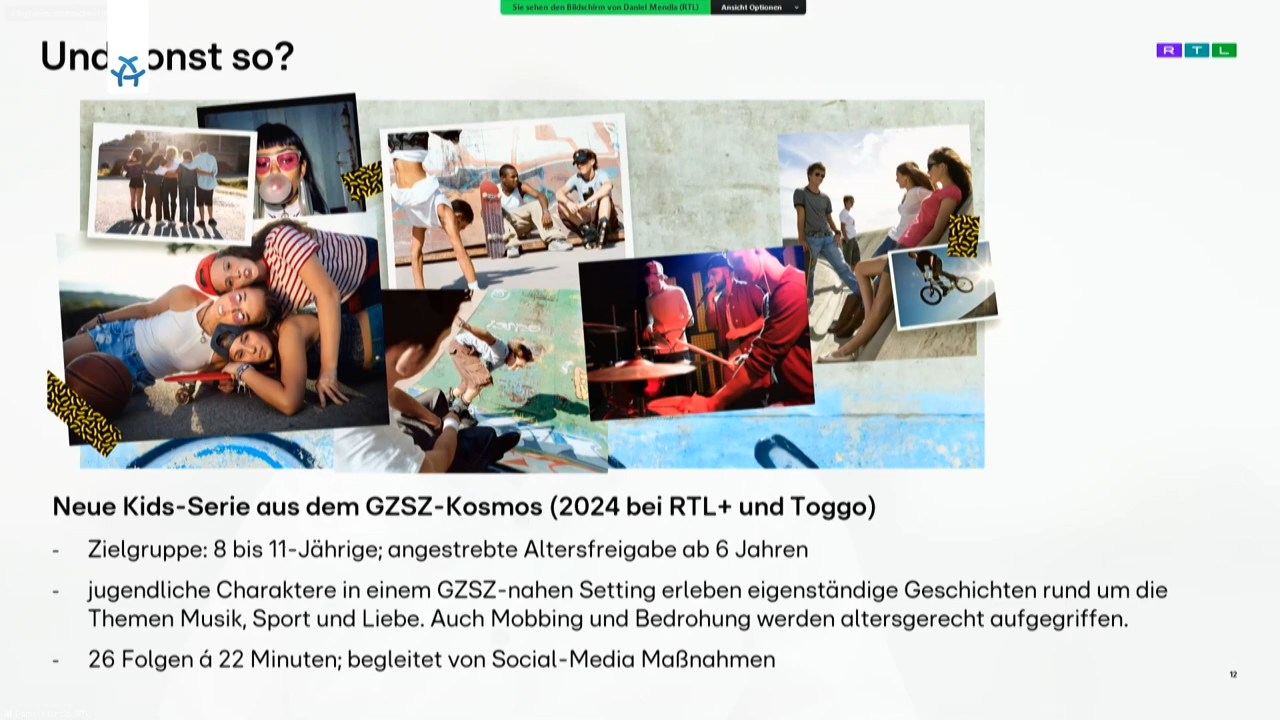 Sie sehen den Bildschirm von Daniel Mendla (RTL) Ansicht Optionen
Und onst so?
RTL
Neue Kids-Serie aus dem GZSZ-Kosmos (2024 bei RTL+ und Toggo)
- Zielgruppe: 8 bis 11-Jährige; angestrebte Altersfreigabe ab 6 Jahren
- jugendliche Charaktere in einem GZSZ-nahen Setting erleben eigenständige Geschichten rund um die
Themen Musik, Sport und Liebe. Auch Mobbing und Bedrohung werden altersgerecht aufgegriffen.
- 26 Folgen á 22 Minuten; begleitet von Social-Media Maßnahmen
12